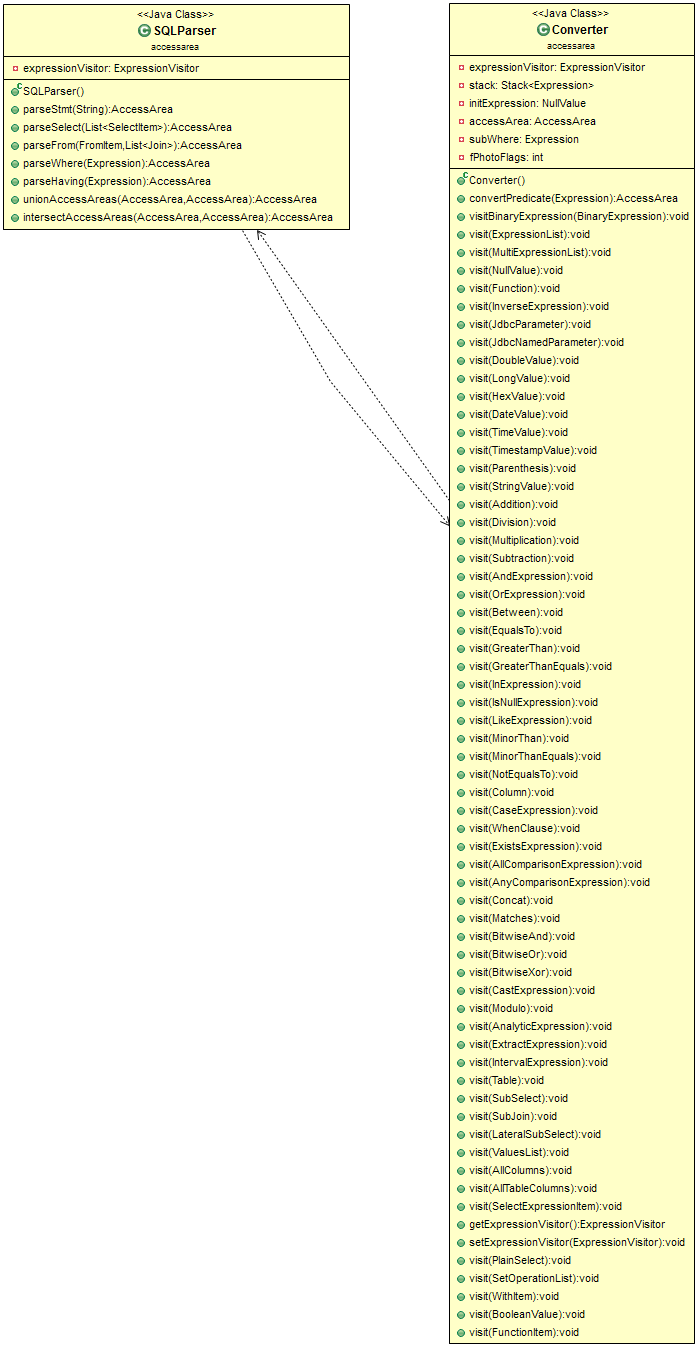 <<Java Class>>
SQLParser
accessarea
expressionVisitor: ExpressionVisitor
SQLParser()
parseStmt(String):AccessArea
parseSelect(List<SelectItem>):AccessArea
parseFrom(FromItem,List<Join>):AccessArea
parseWhere(Expression):AccessArea
parseHaving(Expression):AccessArea
unionAccessAreas(AccessArea,AccessArea):AccessArea
intersectAccessAreas(AccessArea,AccessArea):AccessArea
<<Java Class>>
Converter
accessarea
expressionVisitor: ExpressionVisitor
stack: Stack<Expression>
initExpression: NullValue
accessArea: AccessArea
subWhere: Expression
fPhotoFlags: int
Converter()
convertPredicate(Expression):AccessArea
visitBinaryExpression(BinaryExpression):void
visit(ExpressionList):void
visit(MultiExpressionList):void
visit(NullValue):void
visit(Function):void
visit(InverseExpression):void
visit(JdbcParameter):void
visit(JdbcNamedParameter):void
visit(DoubleValue):void
visit(LongValue):void
visit(HexValue):void
visit(DateValue):void
visit(TimeValue):void
visit(TimestampValue):void
visit(Parenthesis):void
visit(StringValue):void
visit(Addition):void
visit(Division):void
visit(Multiplication):void
visit(Subtraction):void
visit(AndExpression):void
visit(OrExpression):void
visit(Between):void
visit(EqualsTo):void
visit(GreaterThan):void
visit(GreaterThanEquals):void
visit(InExpression):void
visit(IsNullExpression):void
visit(LikeExpression):void
visit(MinorThan):void
visit(MinorThanEquals):void
visit(NotEqualsTo):void
visit(Column):void
visit(CaseExpression):void
visit(WhenClause):void
visit(ExistsExpression):void
visit(AllComparisonExpression):void
visit(AnyComparisonExpression):void
visit(Concat):void
visit(Matches):void
visit(BitwiseAnd):void
visit(BitwiseOr):void
visit(BitwiseXor):void
visit(CastExpression):void
visit(Modulo):void
visit(AnalyticExpression):void
visit(ExtractExpression):void
visit(IntervalExpression):void
visit(Table):void
visit(SubSelect):void
visit(SubJoin):void
visit(LateralSubSelect):void
visit(ValuesList):void
visit(AllColumns):void
visit(AllTableColumns):void
visit(SelectExpressionItem):void
getExpressionVisitor():ExpressionVisitor
setExpressionVisitor(ExpressionVisitor):void
visit(PlainSelect):void
visit(SetOperationList):void
visit(WithItem):void
visit(BooleanValue):void
visit(FunctionItem):void